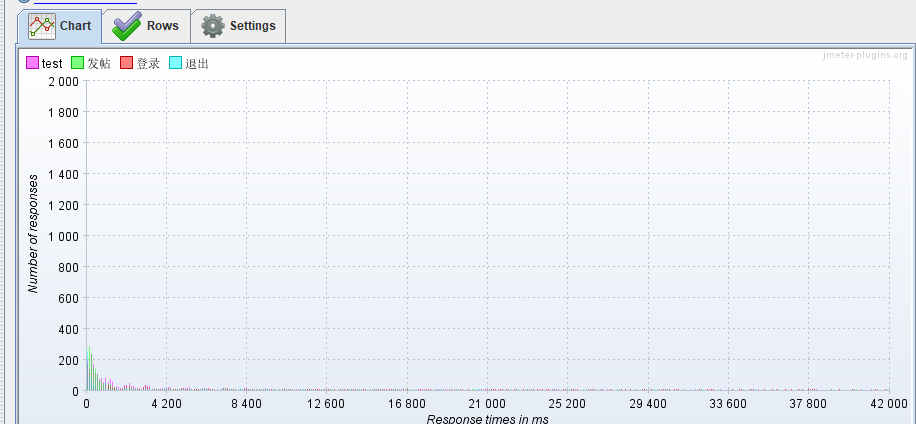 Chart Rows Settings
jmeter-plugins.org
test 发帖 登录 退出
2 000
1 800
1 600
1 400
1 200
1 000
800
600
400
200
0
Number of responses
0 4 200 8 400 12 600 16 800 21 000 25 200 29 400 33 600 37 800 42 000
Response times in ms